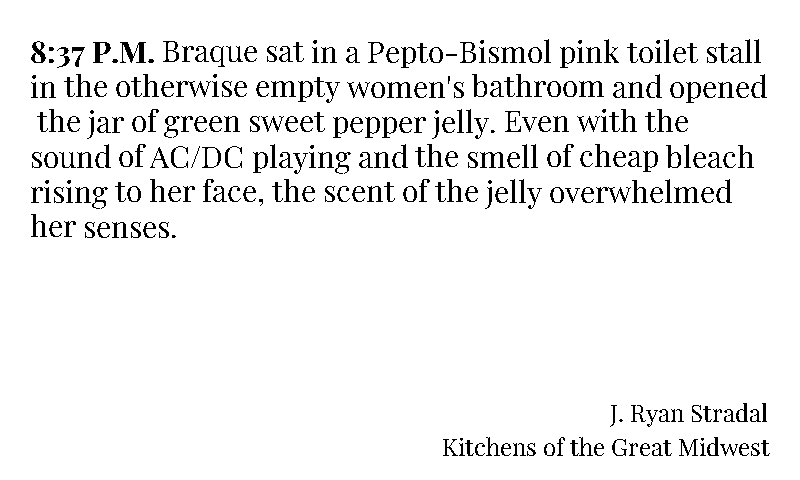 8:37 P.M. Braque sat in a Pepto-Bismol pink toilet stall
in the otherwise empty women's bathroom and opened
the jar of green sweet pepper jelly. Even with the
sound of AC/DC playing and the smell of cheap bleach
rising to her face, the scent of the jelly overwhelmed
her senses.
J. Ryan Stradal
Kitchens of the Great Midwest